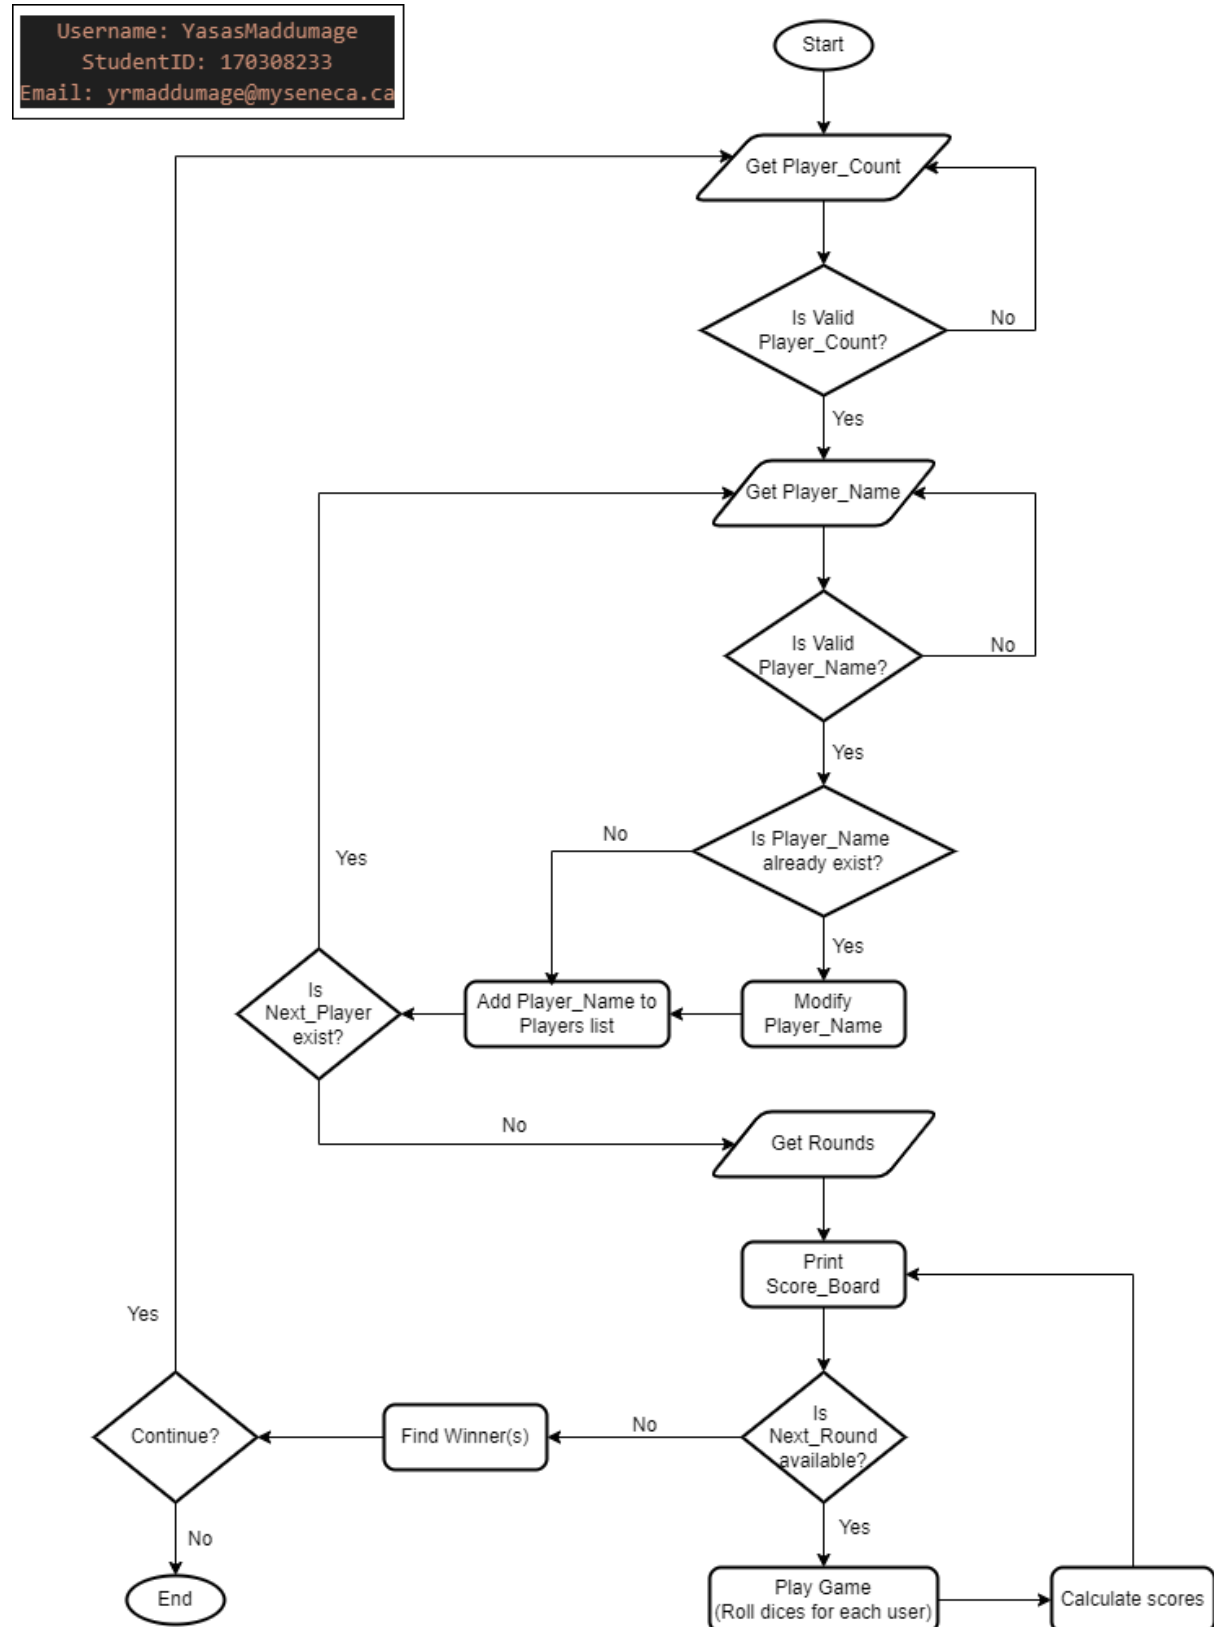 Username: YasasMaddumage
StudentID: 170308233
Email: yrmaddumage@myseneca.ca
Start
Get Player_Count
Is Valid
Player_Count?
No
Yes
Get Player_Name
Is Valid
Player_Name?
No
Yes
Is Player_Name
already exist?
No
Yes
Yes
Modify
Player_Name
Add Player_Name to
Players list
Is
Next_Player
exist?
No
Get Rounds
Print
Score_Board
Yes
Is
Next_Round
available?
No
Find Winner(s)
Continue?
Yes
No
Play Game
(Roll dices for each user)
Calculate scores
End